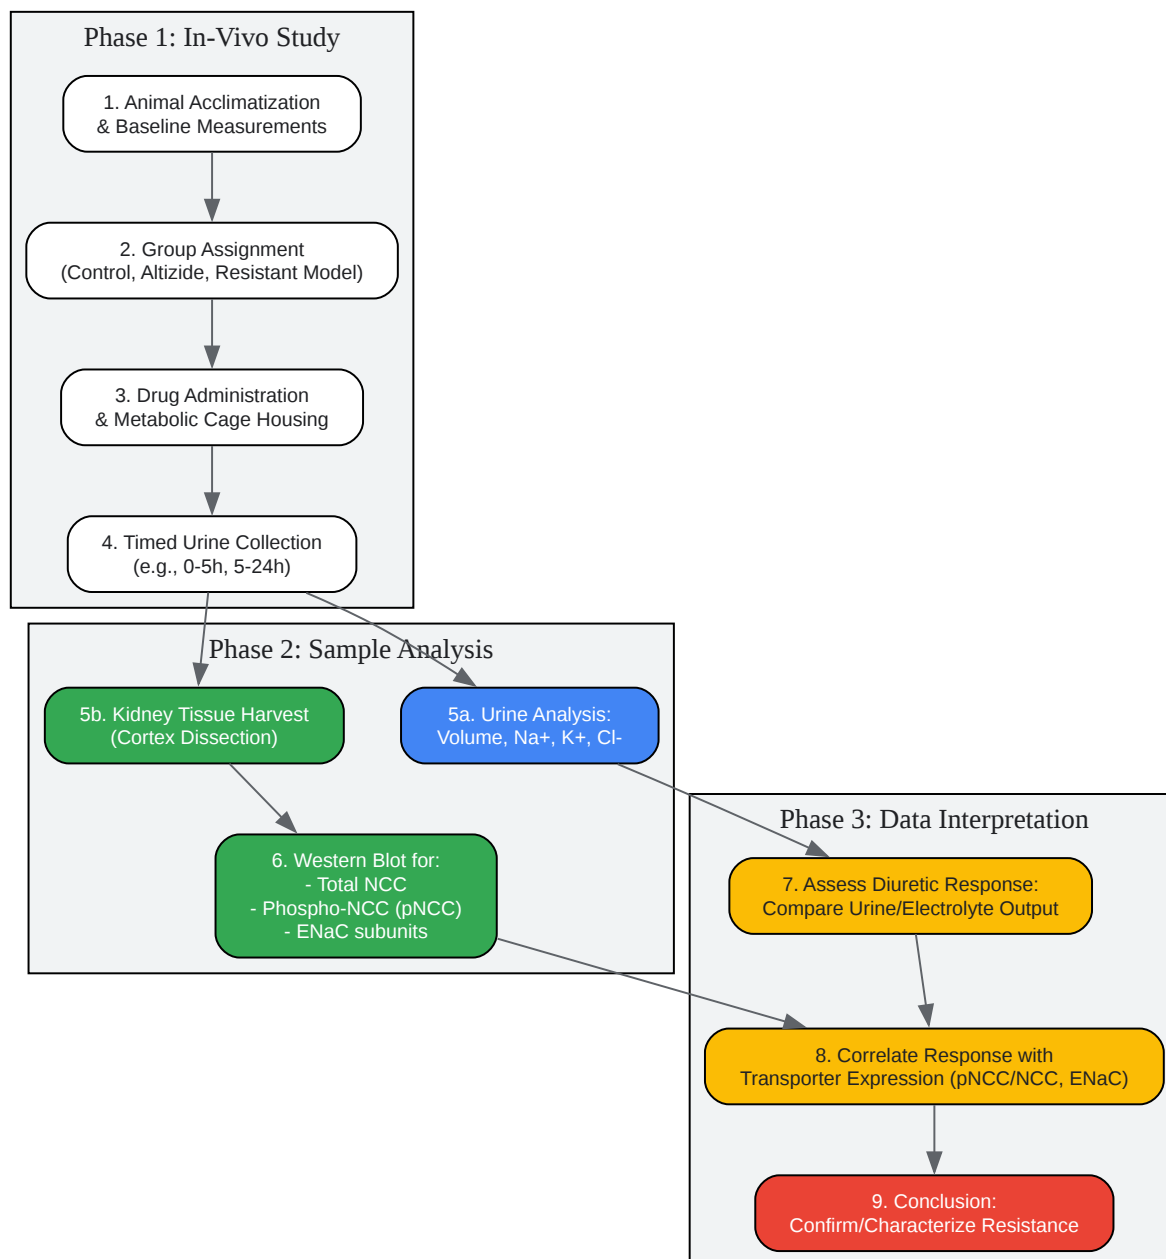 Phase 1: In-Vivo Study
1. Animal Acclimatization
& Baseline Measurements
2. Group Assignment
(Control, Altizide, Resistant Model)
3. Drug Administration
& Metabolic Cage Housing
4. Timed Urine Collection
(e.g., 0-5h, 5-24h)
Phase 2: Sample Analysis
5b. Kidney Tissue Harvest
(Cortex Dissection)
5a. Urine Analysis:
Volume, Na+, K+, Cl-
6. Western Blot for:
- Total NCC
- Phospho-NCC (pNCC)
- ENaC subunits
Phase 3: Data Interpretation
7. Assess Diuretic Response:
Compare Urine/Electrolyte Output
8. Correlate Response with
Transporter Expression (pNCC/NCC, ENaC)
9. Conclusion:
Confirm/Characterize Resistance